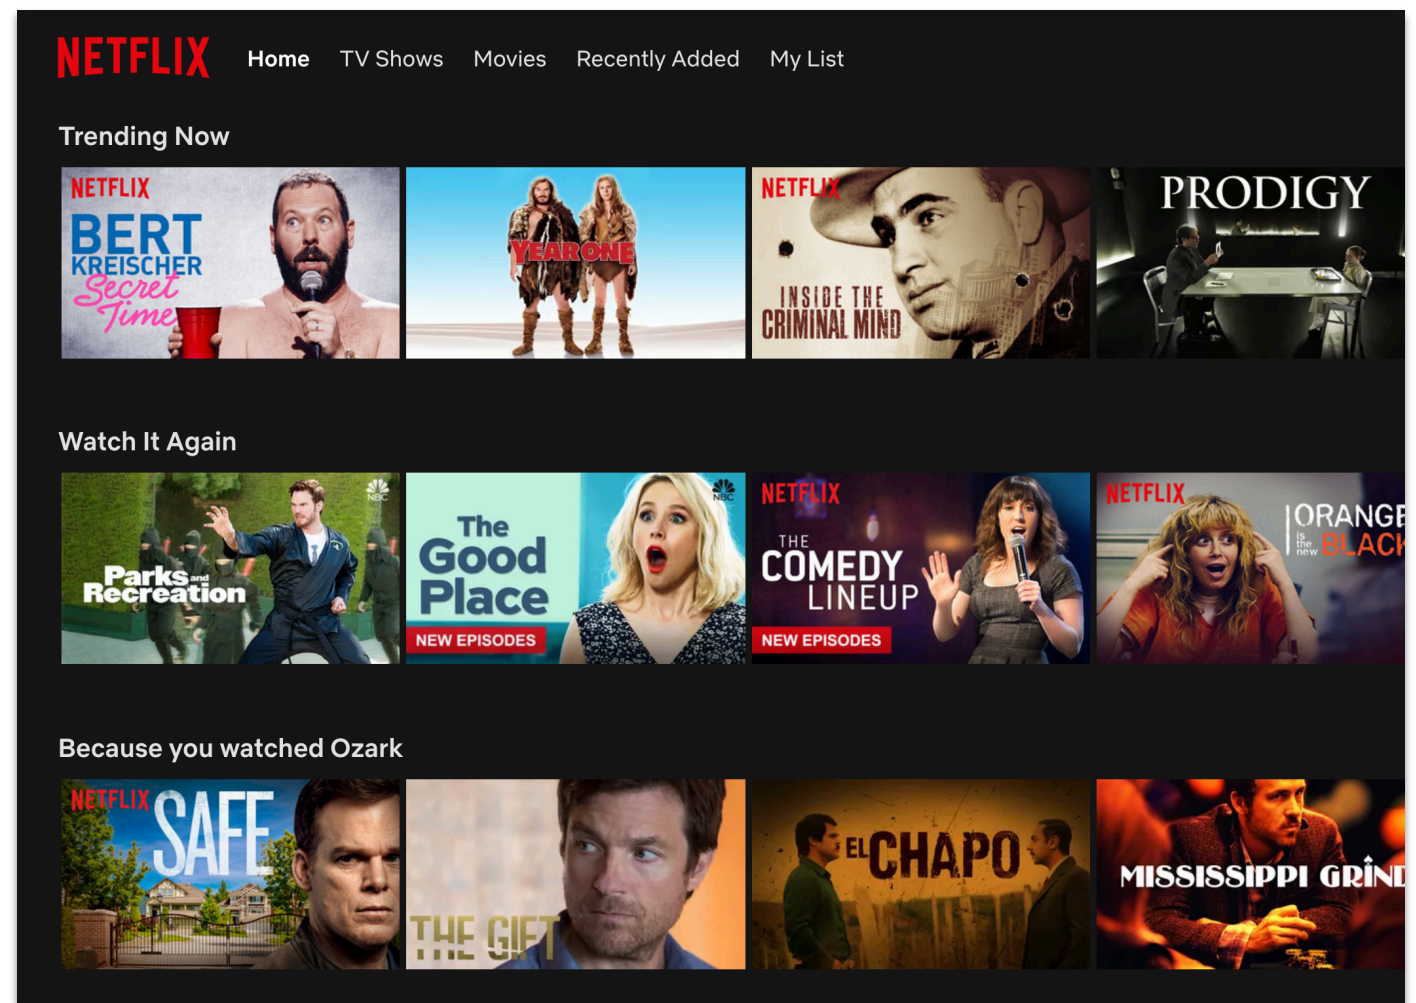 NETFLIX Home TV Shows Movies Recently Added My List
Trending Now
NETFLIX
BERT
KREISCHER
Secret
Time
YEAR ONE
NETFLIX
INSIDE THE
CRIMINAL MIND
PRODIGY
Watch It Again
NBC
Parks and
Recreation
NBC
The
Good
Place
NEW EPISODES
NETFLIX
THE
COMEDY
LINEUP
NEW EPISODES
NETFLIX
ORANGE
is
the
new
BLACK
Because you watched Ozark
NETFLIX
SAFE
THE GIFT
EL CHAPO
MISSISSIPPI GRIND